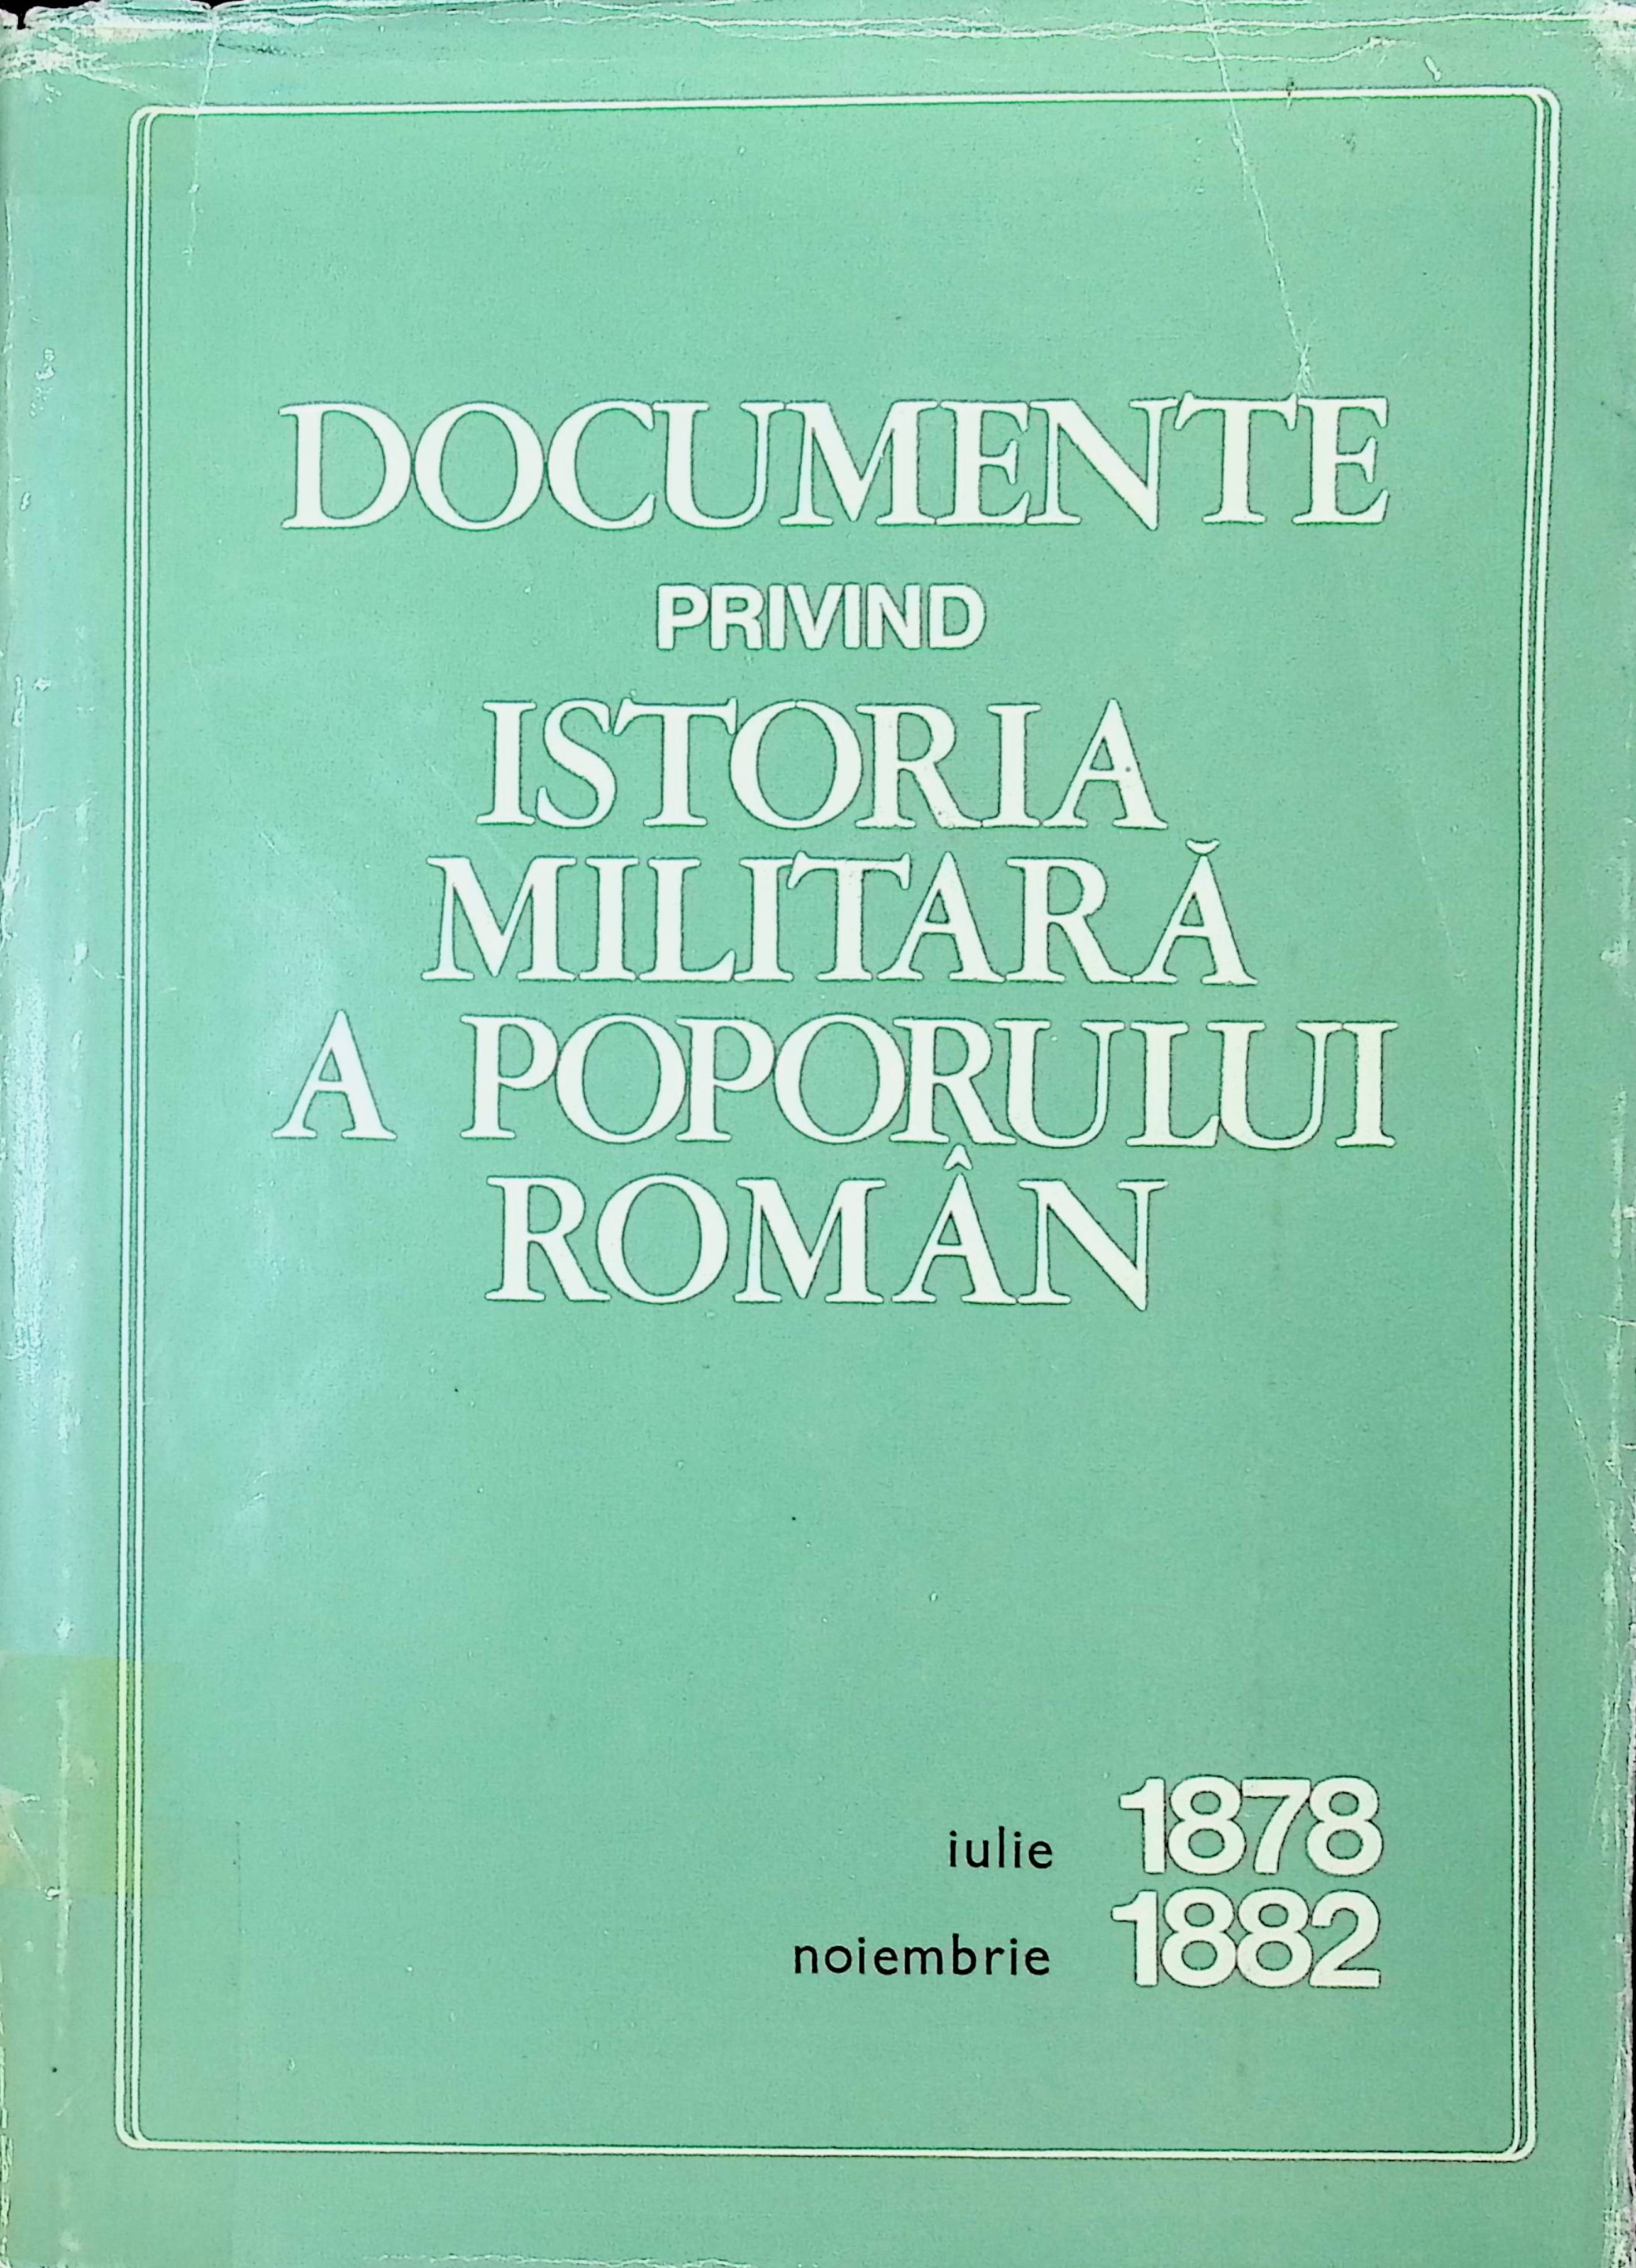 DOCUMENTE
PRIVIND
ISTORIA
MILITARĂ
A POPORULUI
ROMÂN
iulie 1878
noiembrie 1882